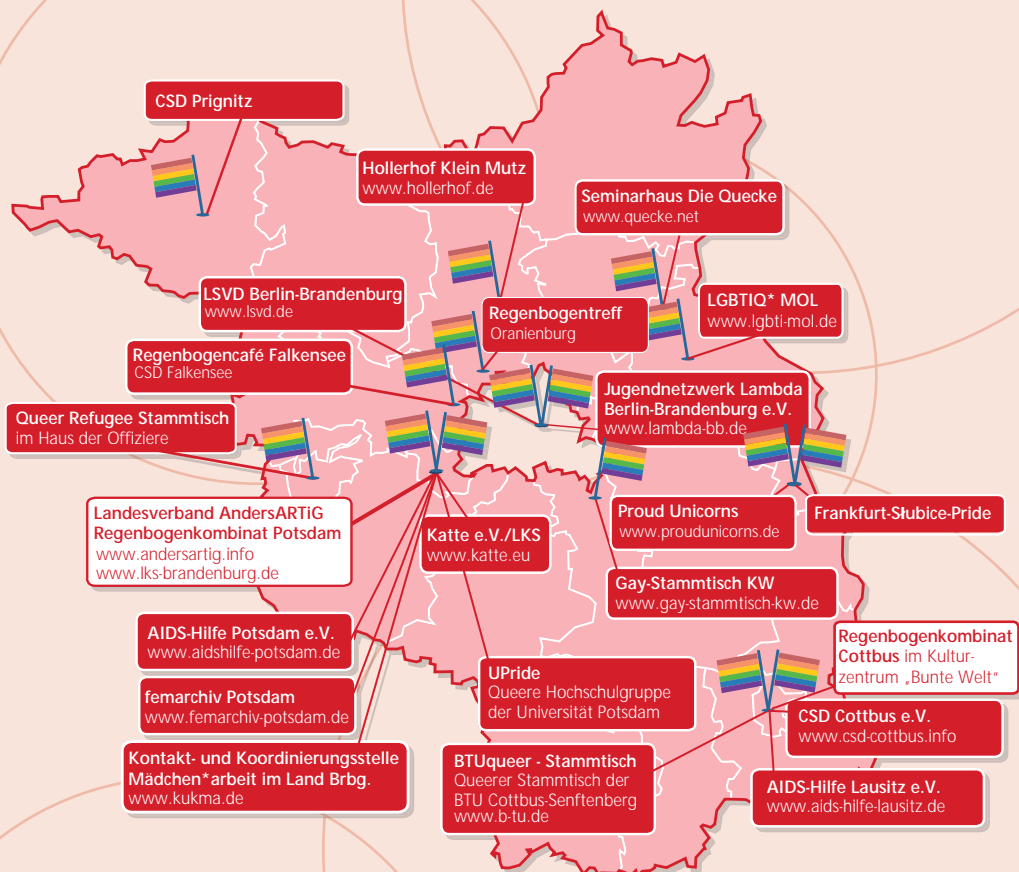 CSD Prignitz
Hollerhof Klein Mutz
www.hollerhof.de
Seminarhaus Die Quecke
www.quecke.net
LSVD Berlin-Brandenburg
www.lsvd.de
Regenbogentreff
Oranienburg
LGBTIQ* MOL
www.lgbti-mol.de
Regenbogencafé Falkensee
CSD Falkensee
Jugendnetzwerk Lambda
Berlin-Brandenburg e.V.
www.lambda-bb.de
Queer Refugee Stammtisch
im Haus der Offiziere
Landesverband AndersARTiG
Regenbogenkombinat Potsdam
www.andersartig.info
www.lks-brandenburg.de
Katte e.V./LKS
www.katte.eu
Proud Unicorns
www.proudunicorns.de
Frankfurt-Słubice-Pride
Gay-Stammtisch KW
www.gay-stammtisch-kw.de
AIDS-Hilfe Potsdam e.V.
www.aidshilfe-potsdam.de
Regenbogenkombinat
Cottbus im Kultur-
zentrum „Bunte Welt“
femarchiv Potsdam
www.femarchiv-potsdam.de
UPride
Queere Hochschulgruppe
der Universität Potsdam
CSD Cottbus e.V.
www.csd-cottbus.info
Kontakt- und Koordinierungsstelle
Mädchen*arbeit im Land Brbg.
www.kukma.de
BTUqueer - Stammtisch
Queerer Stammtisch der
BTU Cottbus-Senftenberg
www.b-tu.de
AIDS-Hilfe Lausitz e.V.
www.aids-hilfe-lausitz.de